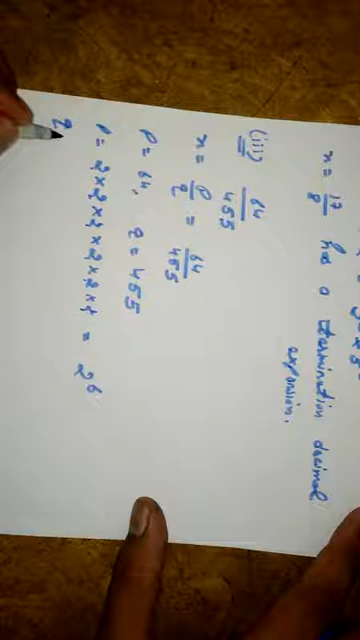 x = 17/8 has a termination decimal
expansion.
(iii) 64/455
x = p/q = 64/455
p = 64, q = 455
p = 2×2×2×2×2×2 = 2⁶
q